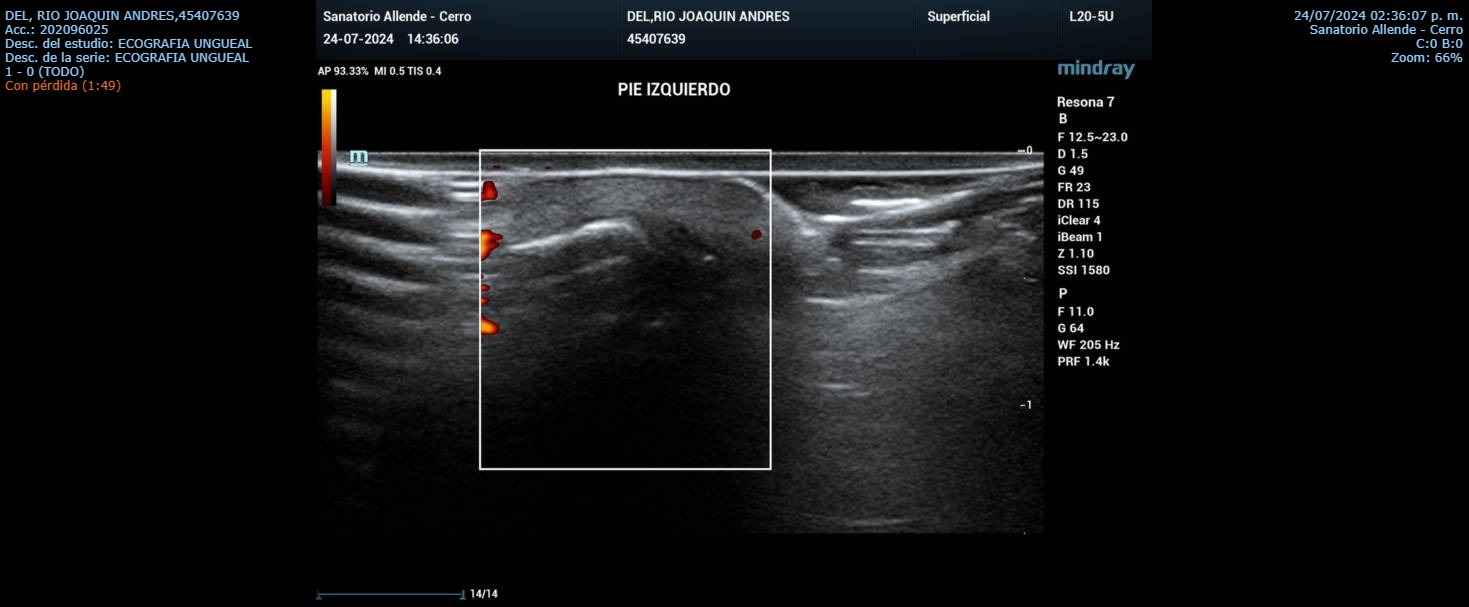 DEL, RIO JOAQUIN ANDRES,45407639
Acc.: 202096025
Desc. del estudio: ECOGRAFIA UNGUEAL
Desc. de la serie: ECOGRAFIA UNGUEAL
1 - 0 (TODO)
Con pérdida (1:49)
Sanatorio Allende - Cerro
24-07-2024 14:36:06
DEL,RIO JOAQUIN ANDRES
45407639
Superficial
L20-5U
24/07/2024 02:36:07 p. m.
Sanatorio Allende - Cerro
C:0 B:0
Zoom: 66%
AP 93.33% MI 0.5 TIS 0.4
PIE IZQUIERDO
m
0
-1
mindray
Resona 7
B
F 12.5~23.0
D 1.5
G 49
FR 23
DR 115
iClear 4
iBeam 1
Z 1.10
SSI 1580
P
F 11.0
G 64
WF 205 Hz
PRF 1.4k
14/14